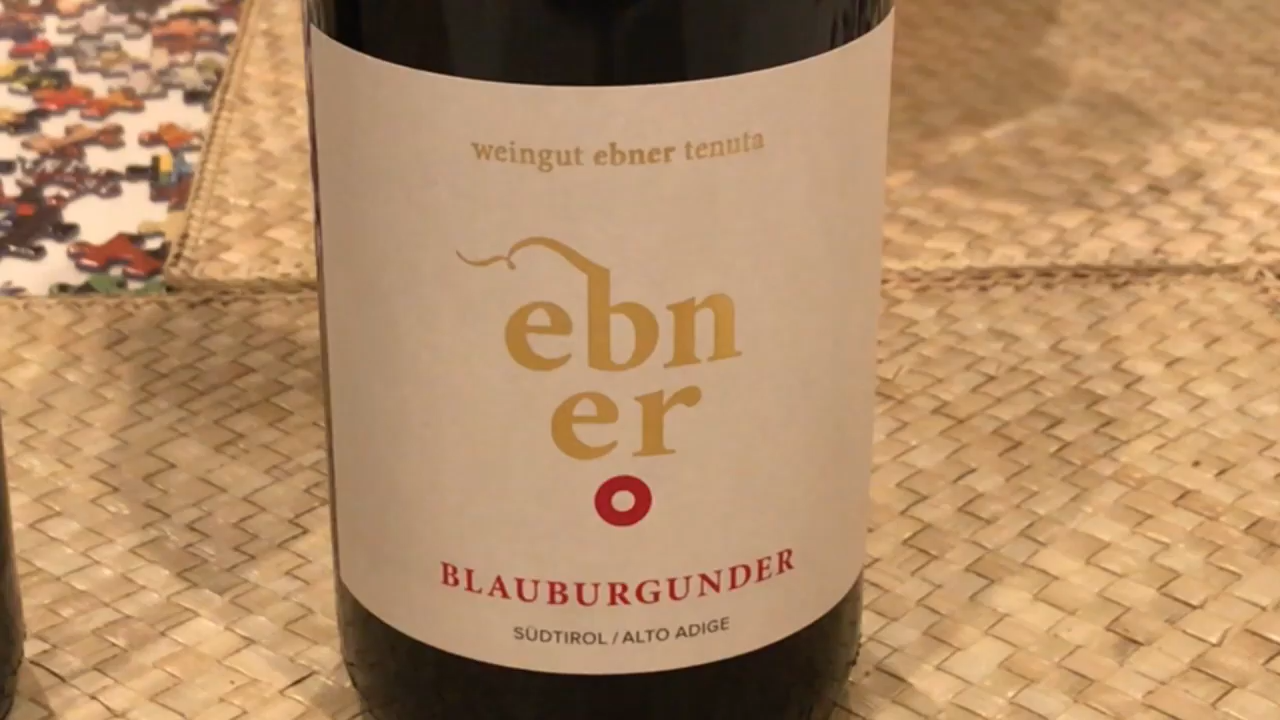 weingut ebner tenuta
ebn
er
BLAUBURGUNDER
SÜDTIROL / ALTO ADIGE